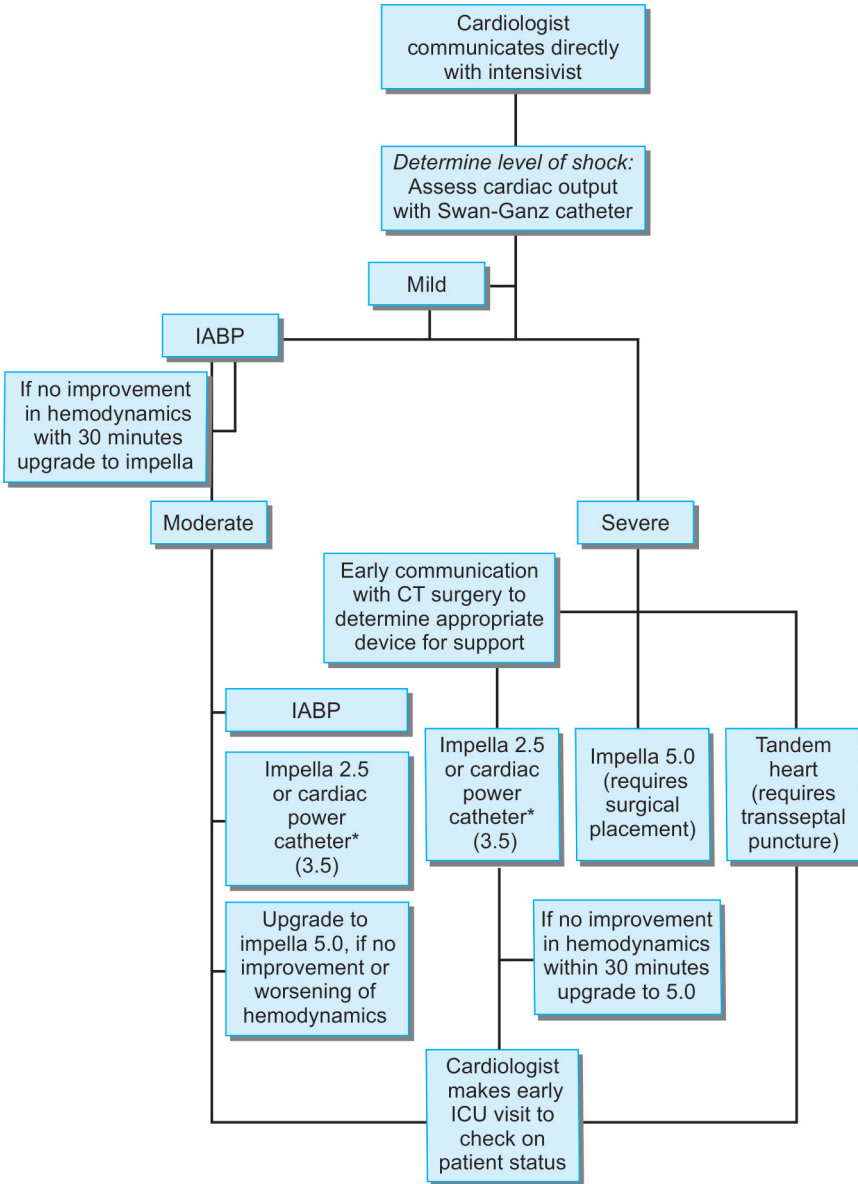 Cardiologist
communicates directly
with intensivist
Determine level of shock:
Assess cardiac output
with Swan-Ganz catheter
Mild
IABP
If no improvement
in hemodynamics
with 30 minutes
upgrade to impella
Moderate
Severe
Early communication
with CT surgery to
determine appropriate
device for support
IABP
Impella 2.5
or cardiac
power
catheter*
(3.5)
Impella 2.5
or cardiac
power
catheter*
(3.5)
Impella 5.0
(requires
surgical
placement)
Tandem
heart
(requires
transseptal
puncture)
Upgrade to
impella 5.0, if no
improvement or
worsening of
hemodynamics
If no improvement
in hemodynamics
within 30 minutes
upgrade to 5.0
Cardiologist
makes early
ICU visit to
check on
patient status